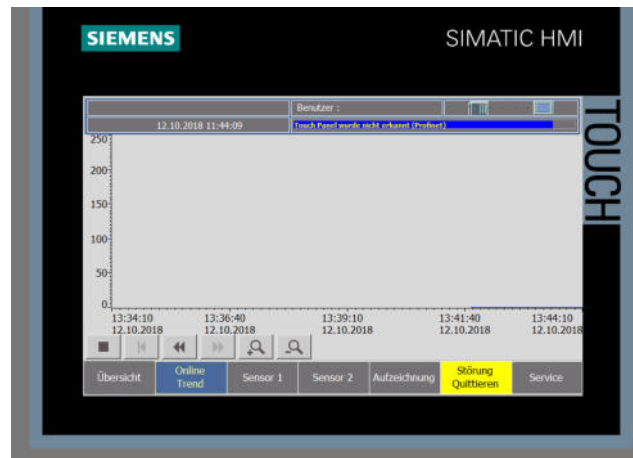 SIEMENS
SIMATIC HMI
TOUCH
Benutzer :
12.10.2018 11:44:09
Touch Panel wurde nicht erkannt (Profinet)
250
200
150
100
50
0
13:34:10 13:36:40 13:39:10 13:41:40 13:44:10
12.10.2018 12.10.2018 12.10.2018 12.10.2018 12.10.2018
Übersicht
Online
Trend
Sensor 1
Sensor 2
Aufzeichnung
Störung
Quittieren
Service